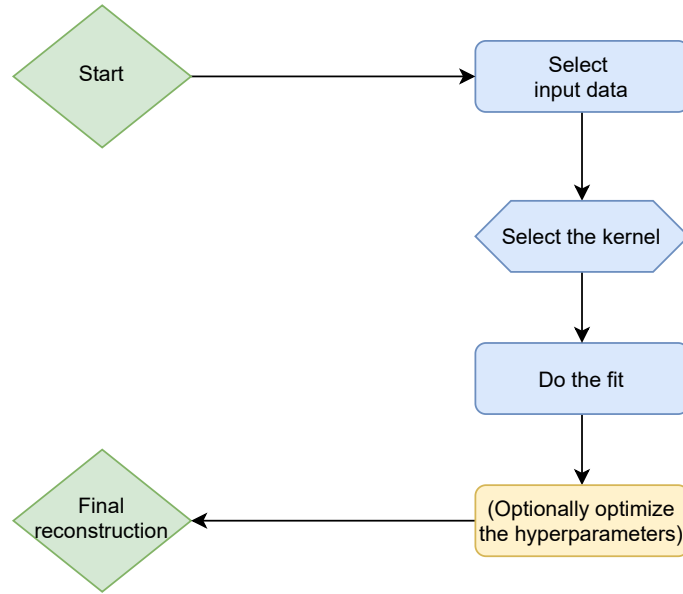 Start
Select
input data
Select the kernel
Do the fit
(Optionally optimize
the hyperparameters)
Final
reconstruction